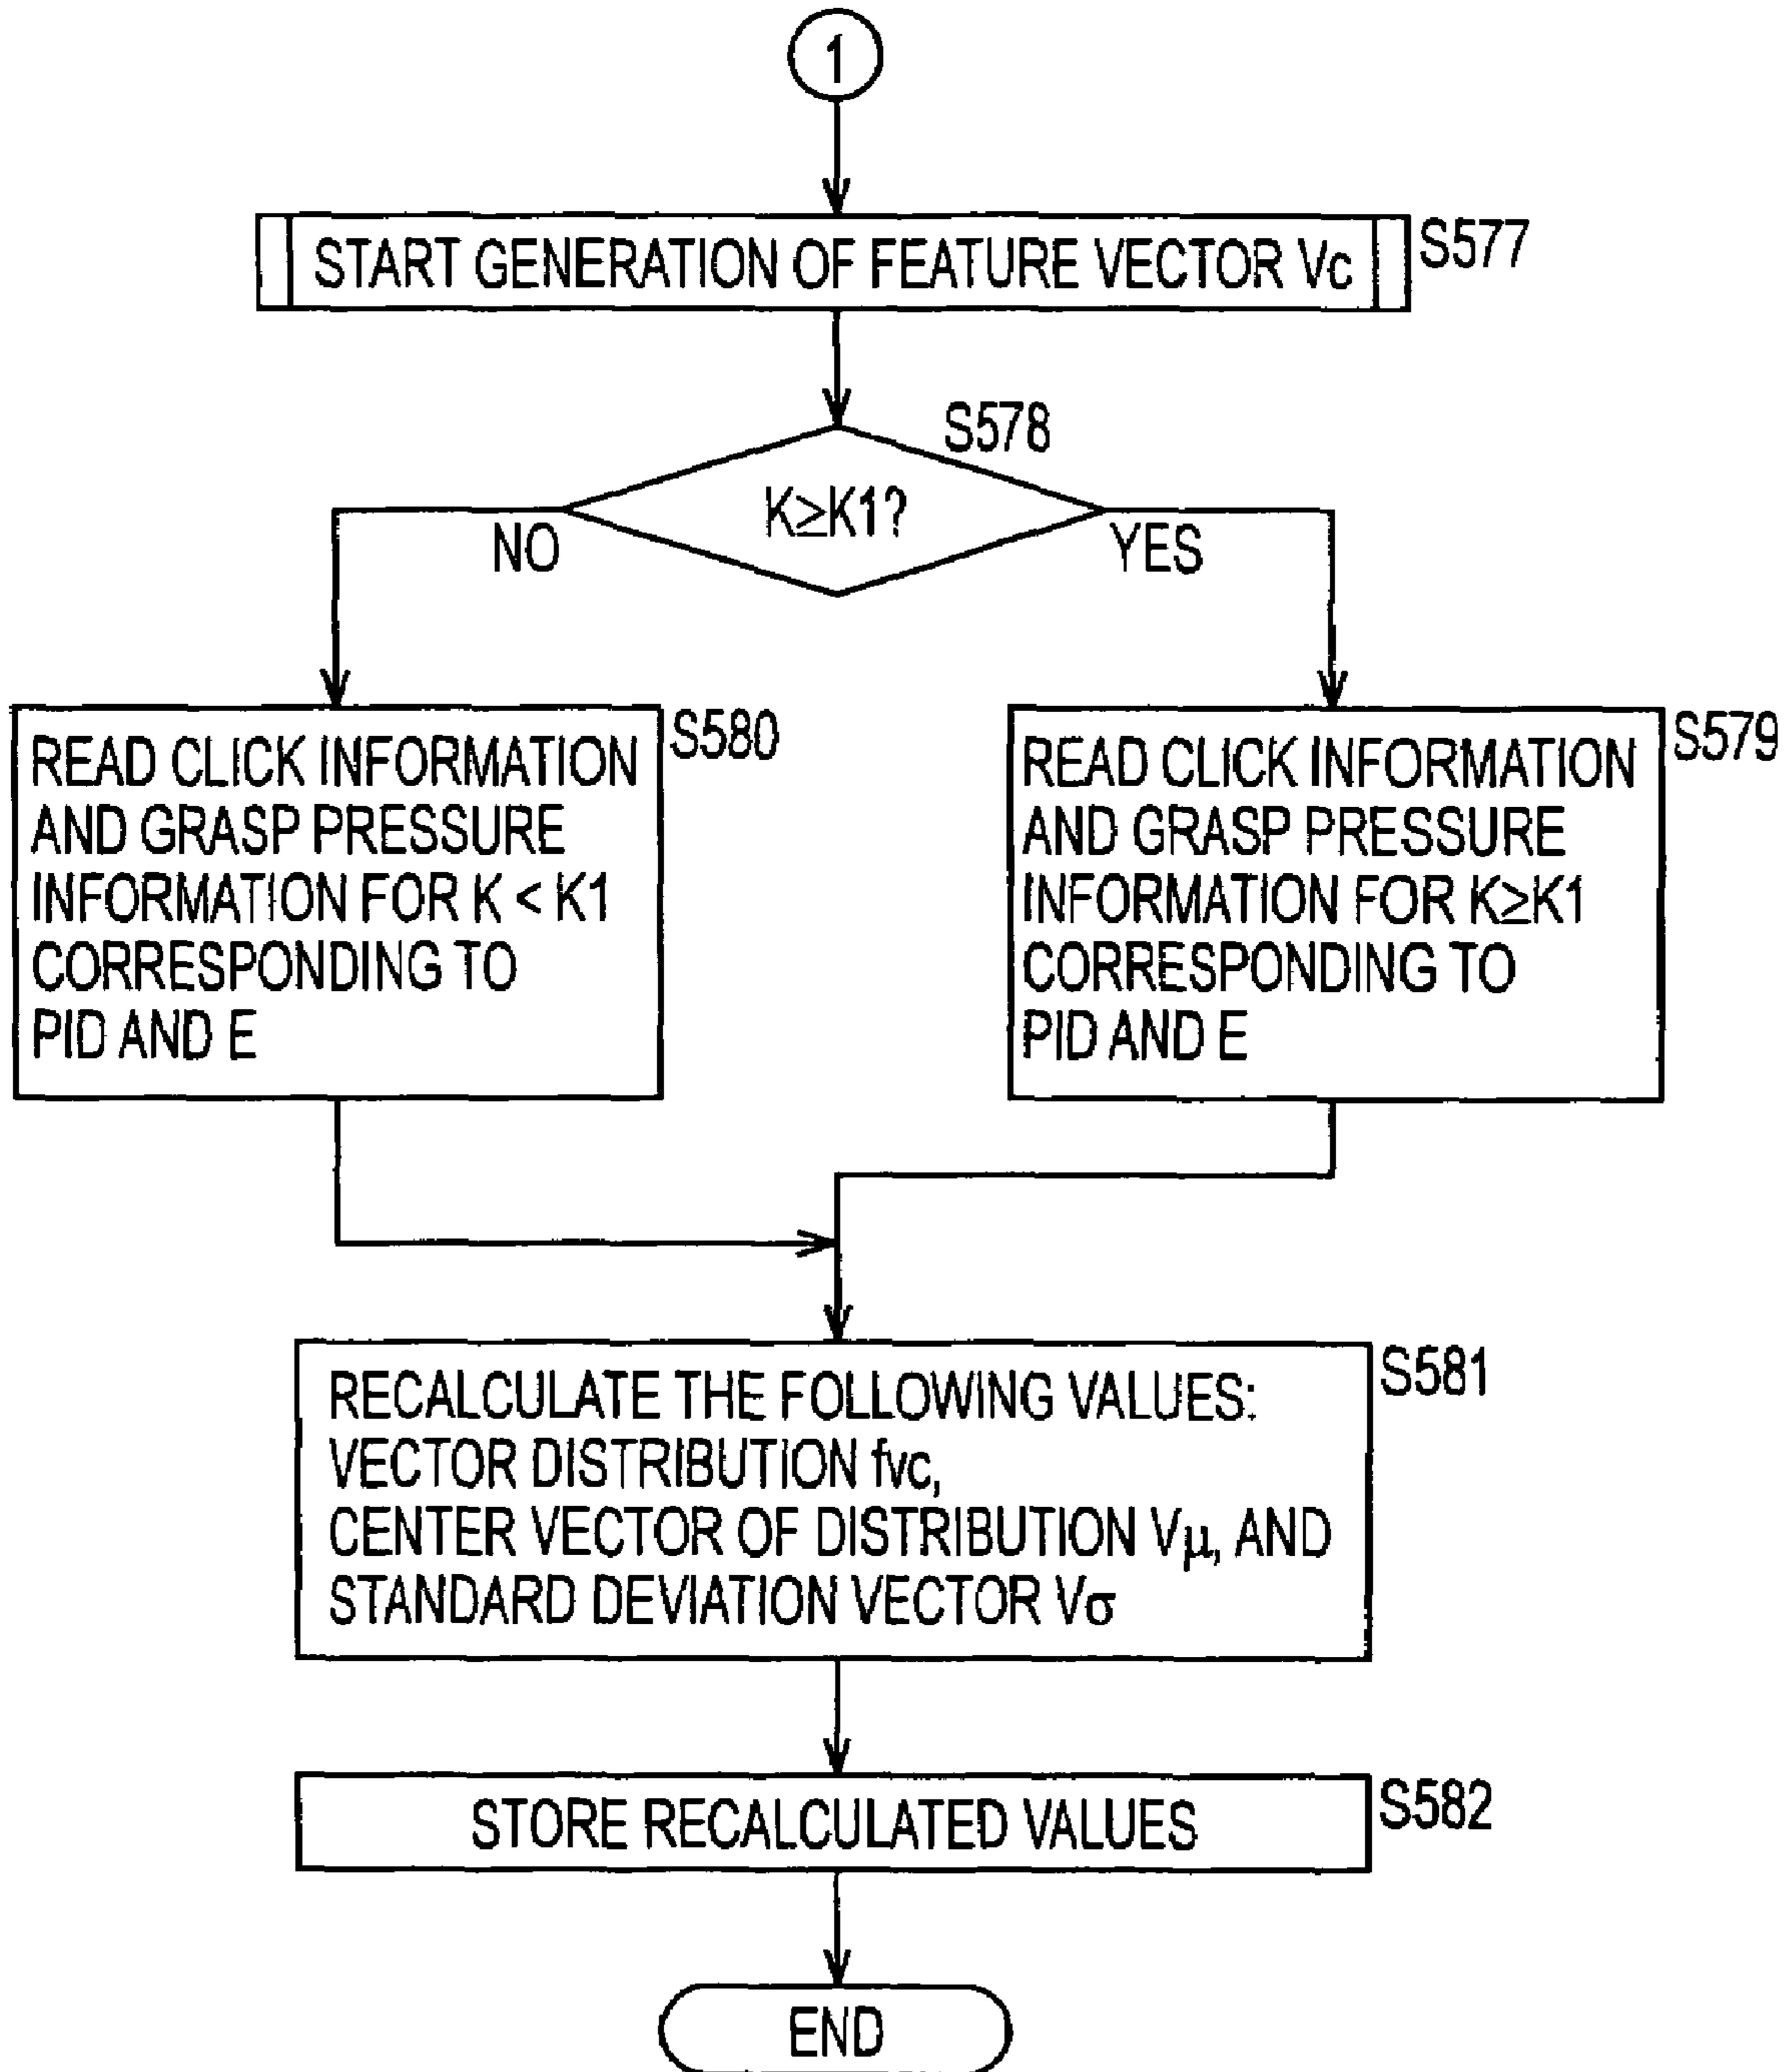 1
START GENERATION OF FEATURE VECTOR Vc
S577
S578
K≥K1?
NO
YES
READ CLICK INFORMATION
AND GRASP PRESSURE
INFORMATION FOR K < K1
CORRESPONDING TO
PID AND E
S580
READ CLICK INFORMATION
AND GRASP PRESSURE
INFORMATION FOR K≥K1
CORRESPONDING TO
PID AND E
S579
RECALCULATE THE FOLLOWING VALUES:
VECTOR DISTRIBUTION fvc,
CENTER VECTOR OF DISTRIBUTION Vμ, AND
STANDARD DEVIATION VECTOR Vσ
S581
STORE RECALCULATED VALUES
S582
END